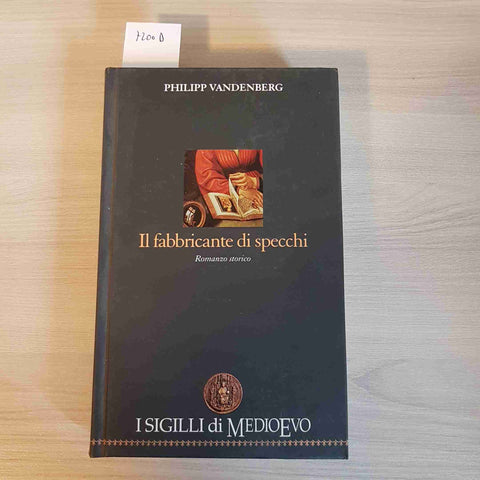 7200 D
PHILIPP VANDENBERG
Il fabbricante di specchi
Romanzo storico
I SIGILLI di MEDIOEVO